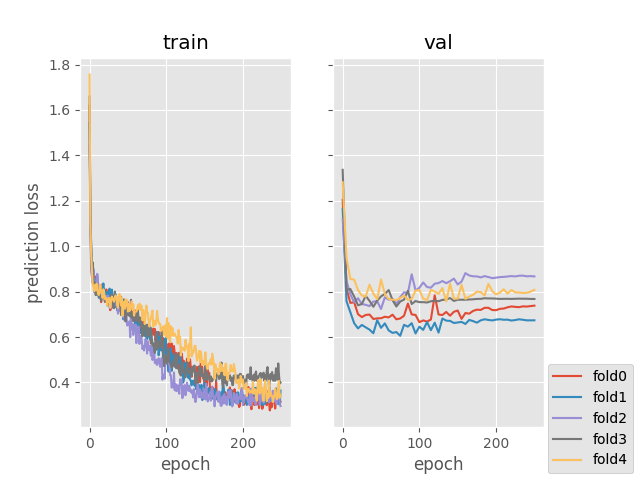 train
val
1.8
1.6
1.4
1.2
1.0
0.8
0.6
0.4
prediction loss
0
100
200
0
100
200
epoch
epoch
fold0
fold1
fold2
fold3
fold4